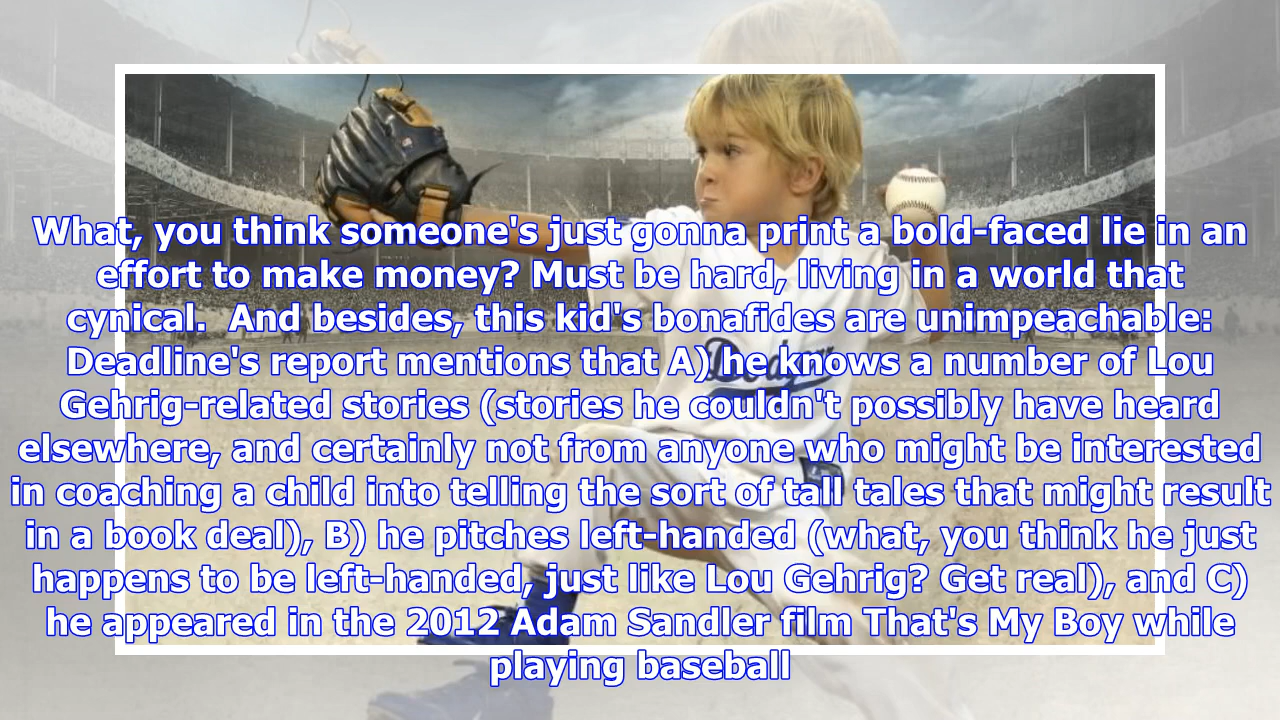 What, you think someone's just gonna print a bold-faced lie in an
effort to make money? Must be hard, living in a world that
cynical.  And besides, this kid's bonafides are unimpeachable:
Deadline's report mentions that A) he knows a number of Lou
Gehrig-related stories (stories he couldn't possibly have heard
elsewhere, and certainly not from anyone who might be interested
in coaching a child into telling the sort of tall tales that might result
in a book deal), B) he pitches left-handed (what, you think he just
happens to be left-handed, just like Lou Gehrig? Get real), and C)
he appeared in the 2012 Adam Sandler film That's My Boy while
playing baseball
Dodgers